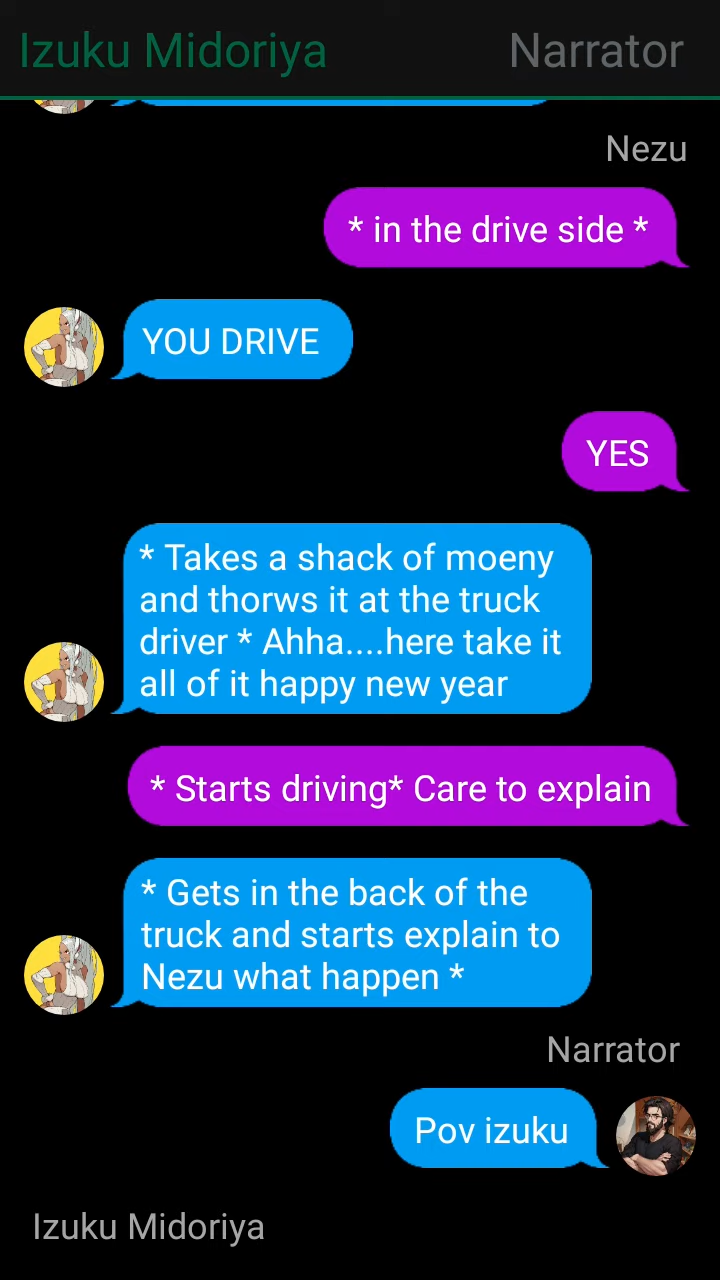 Izuku Midoriya
Narrator
Nezu
* in the drive side *
YOU DRIVE
YES
* Takes a shack of moeny
and thorws it at the truck
driver * Ahha....here take it
all of it happy new year
* Starts driving* Care to explain
* Gets in the back of the
truck and starts explain to
Nezu what happen *
Narrator
Pov izuku
Izuku Midoriya